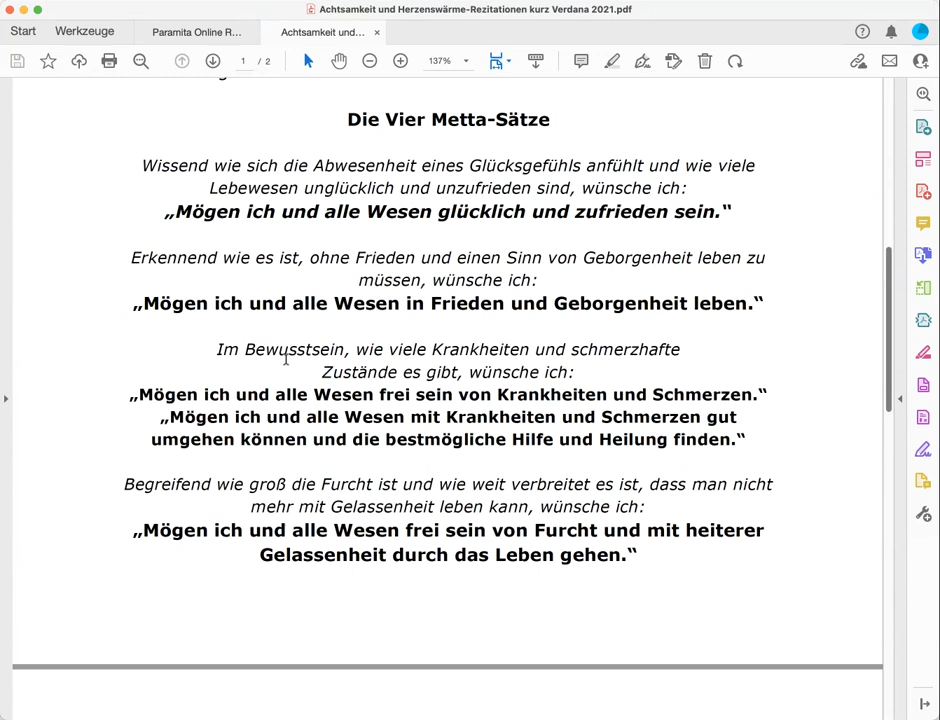 Achtsamkeit und Herzenswärme-Rezitationen kurz Verdana 2021.pdf
Start Werkzeuge Paramita Online R... Achtsamkeit und... ×
1 / 2 137%
Die Vier Metta-Sätze
Wissend wie sich die Abwesenheit eines Glücksgefühls anfühlt und wie viele
Lebewesen unglücklich und unzufrieden sind, wünsche ich:
„Mögen ich und alle Wesen glücklich und zufrieden sein.“
Erkennend wie es ist, ohne Frieden und einen Sinn von Geborgenheit leben zu
müssen, wünsche ich:
„Mögen ich und alle Wesen in Frieden und Geborgenheit leben.“
Im Bewusstsein, wie viele Krankheiten und schmerzhafte
Zustände es gibt, wünsche ich:
„Mögen ich und alle Wesen frei sein von Krankheiten und Schmerzen.“
„Mögen ich und alle Wesen mit Krankheiten und Schmerzen gut
umgehen können und die bestmögliche Hilfe und Heilung finden.“
Begreifend wie groß die Furcht ist und wie weit verbreitet es ist, dass man nicht
mehr mit Gelassenheit leben kann, wünsche ich:
„Mögen ich und alle Wesen frei sein von Furcht und mit heiterer
Gelassenheit durch das Leben gehen.“